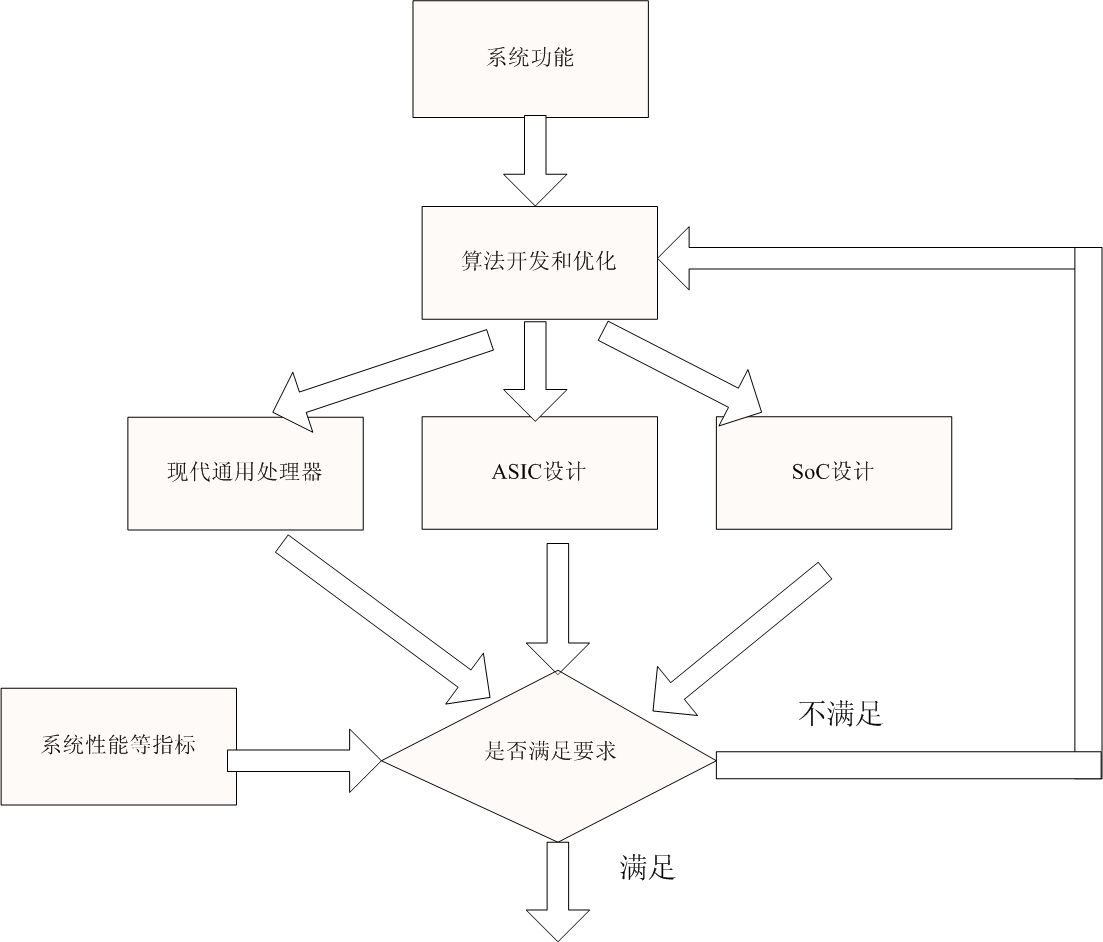 系统功能
算法开发和优化
现代通用处理器
ASIC设计
SoC设计
不满足
系统性能等指标
是否满足要求
满足